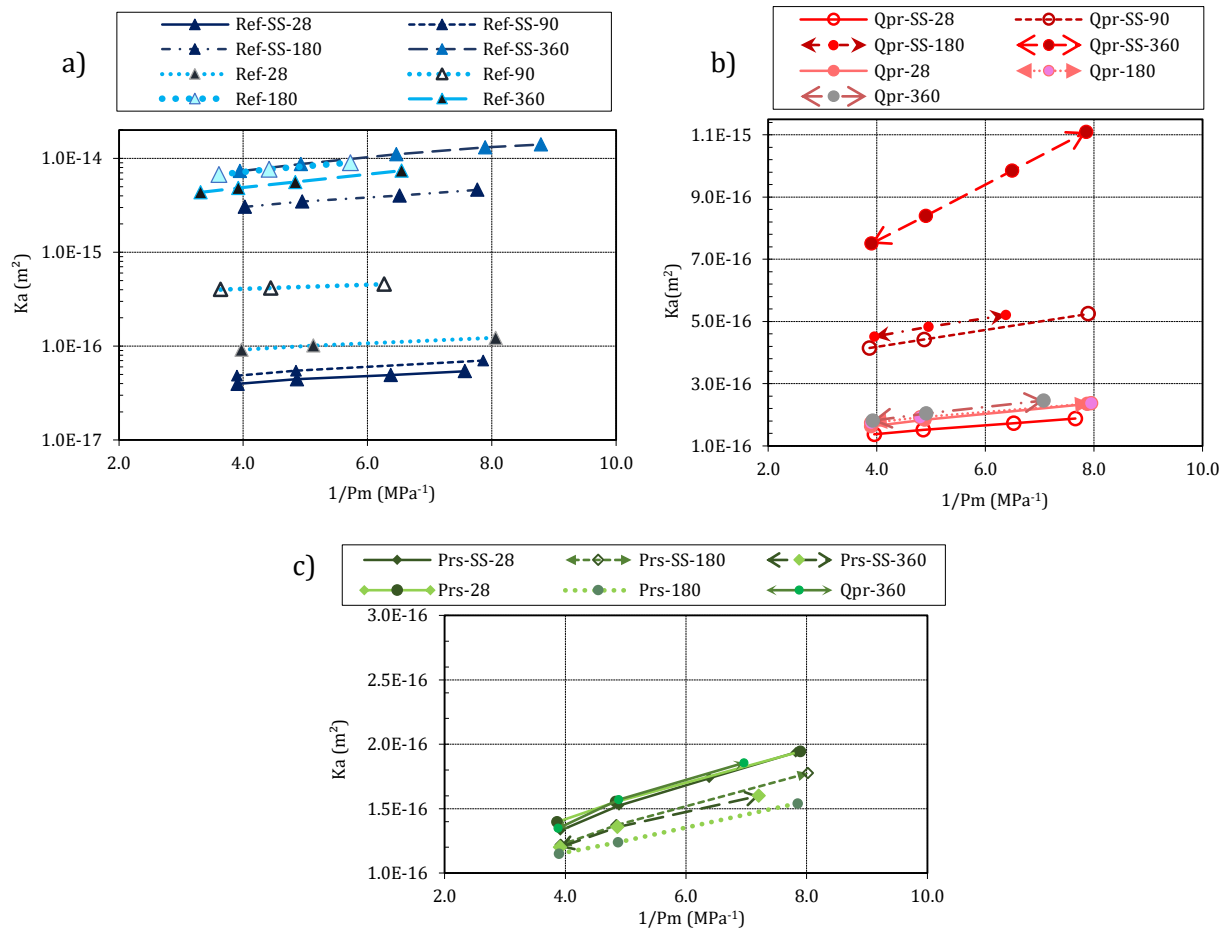 a)
Ref-SS-28 Ref-SS-90
Ref-SS-180 Ref-SS-360
Ref-28 Ref-90
Ref-180 Ref-360
1.0E-14
1.0E-15
1.0E-16
1.0E-17
Ka (m²)
2.0 4.0 6.0 8.0 10.0
1/Pm (MPa⁻¹)
b)
Qpr-SS-28 Qpr-SS-90
Qpr-SS-180 Qpr-SS-360
Qpr-28 Qpr-180
Qpr-360
1.1E-15
9.0E-16
7.0E-16
5.0E-16
3.0E-16
1.0E-16
Ka(m²)
2.0 4.0 6.0 8.0 10.0
1/Pm (MPa⁻¹)
c)
Prs-SS-28 Prs-SS-180 Prs-SS-360
Prs-28 Prs-180 Qpr-360
3.0E-16
2.5E-16
2.0E-16
1.5E-16
1.0E-16
Ka (m²)
2.0 4.0 6.0 8.0 10.0
1/Pm (MPa⁻¹)